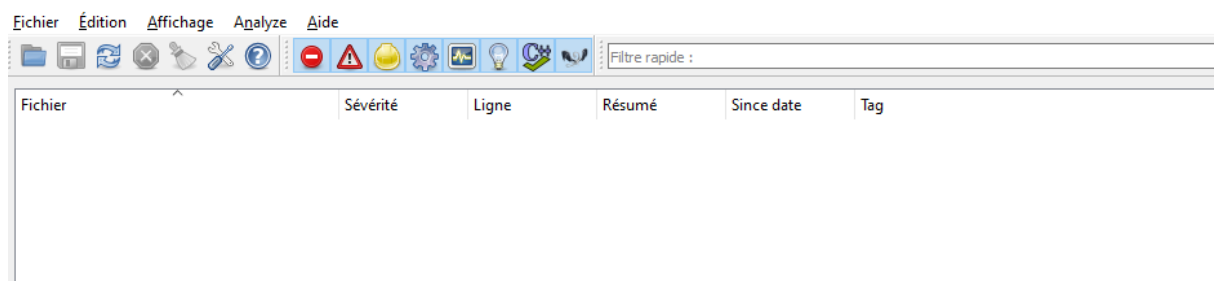 Fichier Édition Affichage Analyze Aide
Filtre rapide :
Fichier Sévérité Ligne Résumé Since date Tag